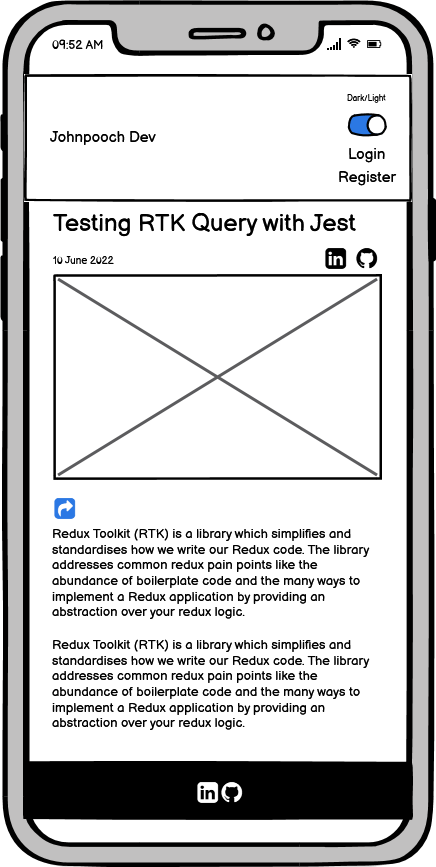 09:52 AM
Dark/Light
Johnpooch Dev
Login
Register
Testing RTK Query with Jest
10 June 2022
in
Redux Toolkit (RTK) is a library which simplifies and
standardises how we write our Redux code. The library
addresses common redux pain points like the
abundance of boilerplate code and the many ways to
implement a Redux application by providing an
abstraction over your redux logic.
Redux Toolkit (RTK) is a library which simplifies and
standardises how we write our Redux code. The library
addresses common redux pain points like the
abundance of boilerplate code and the many ways to
implement a Redux application by providing an
abstraction over your redux logic.
in